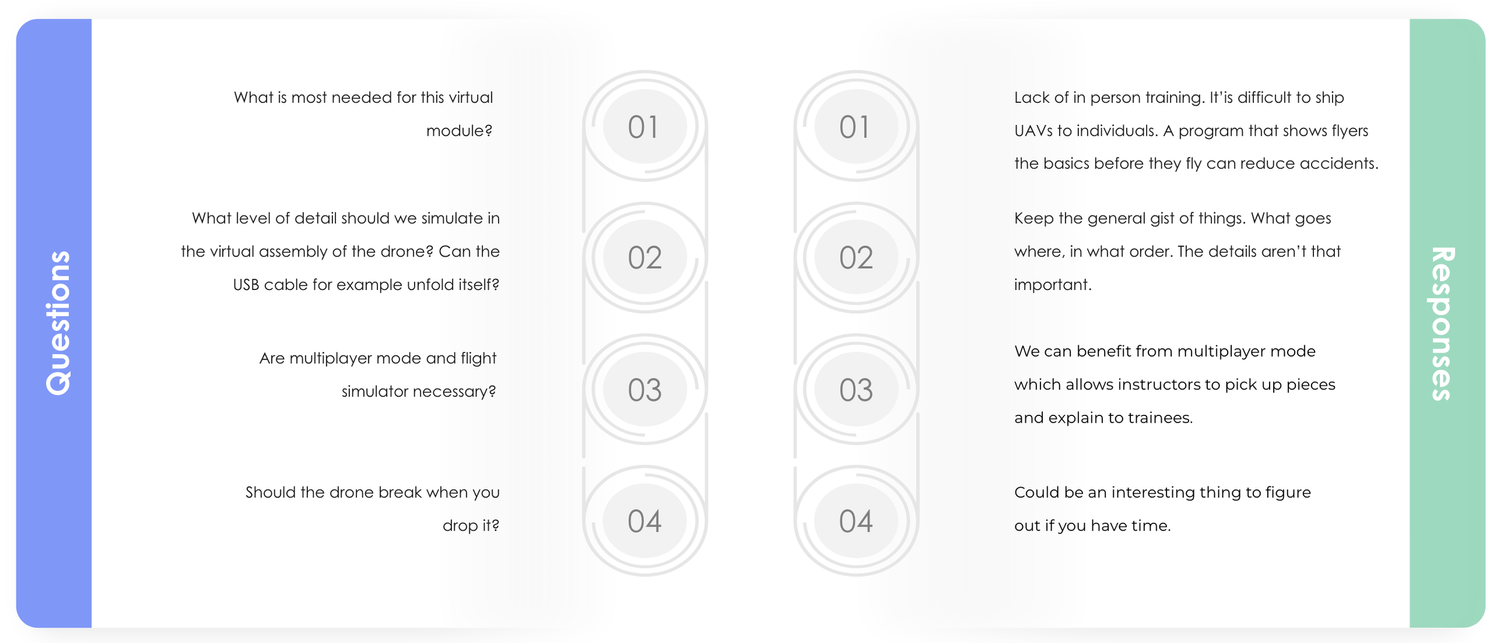 Questions
What is most needed for this virtual
module?
01
01
Lack of in person training. It'is difficult to ship
UAVs to individuals. A program that shows flyers
the basics before they fly can reduce accidents.
What level of detail should we simulate in
the virtual assembly of the drone? Can the
USB cable for example unfold itself?
02
02
Keep the general gist of things. What goes
where, in what order. The details aren't that
important.
Are multiplayer mode and flight
simulator necessary?
03
03
We can benefit from multiplayer mode
which allows instructors to pick up pieces
and explain to trainees.
Should the drone break when you
drop it?
04
04
Could be an interesting thing to figure
out if you have time.
Responses